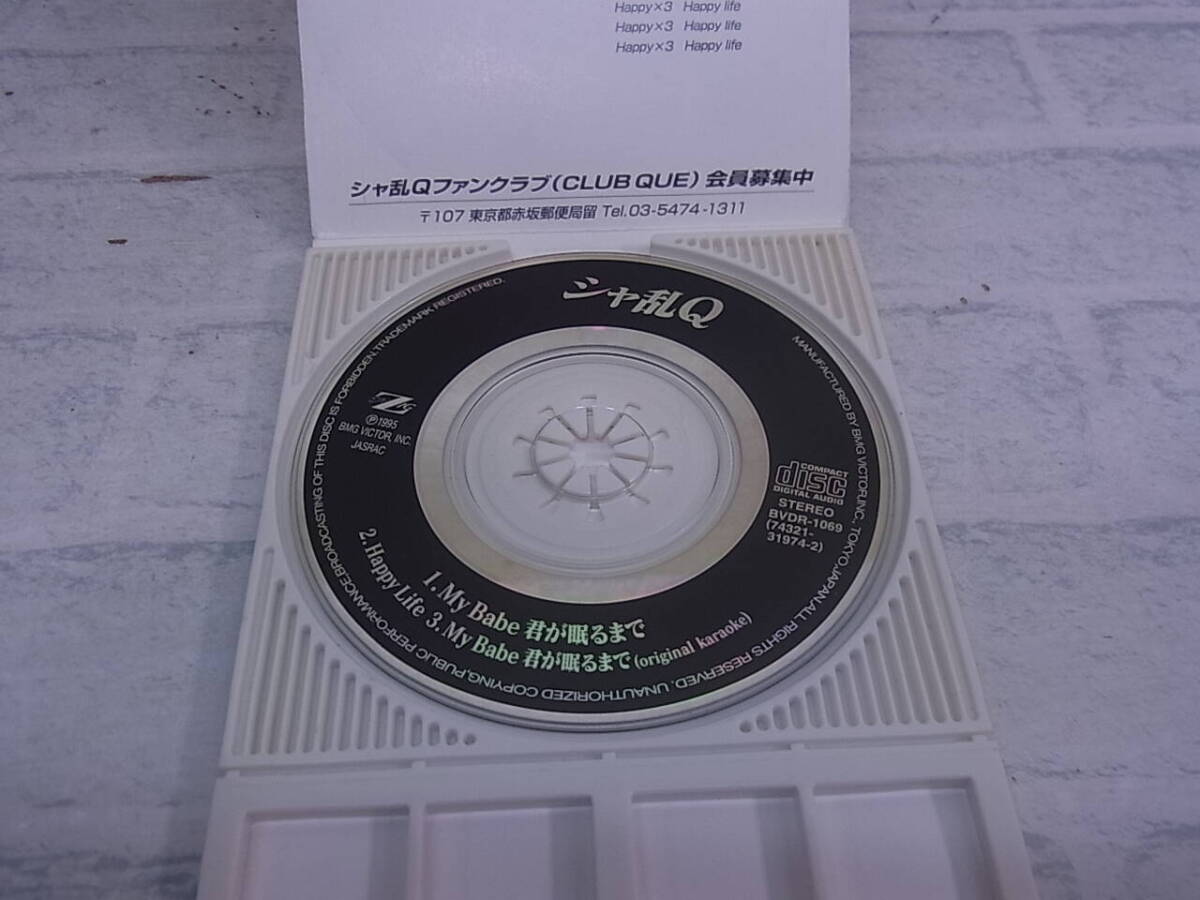 Happy×3 Happy life
Happy×3 Happy life
Happy×3 Happy life
シャ乱Qファンクラブ(CLUB QUE) 会員募集中
〒107 東京都赤坂郵便局留 Tel.03-5474-1311
シャ乱Q
MANUFACTURED BY BMG VICTOR,INC., TOKYO,JAPAN.ALL RIGHTS RESERVED. UNAUTHORIZED COPYING,PUBLIC PERFORMANCE,BROADCASTING OF THIS DISC IS FORBIDDEN.TRADEMARK REGISTERED.
Ⓟ1995
BMG VICTOR, INC.
JASRAC
COMPACT
disc
DIGITAL AUDIO
STEREO
BVDR-1069
(74321-
31974-2)
1. My Babe 君が眠るまで
2. Happy Life 3. My Babe 君が眠るまで (original karaoke)